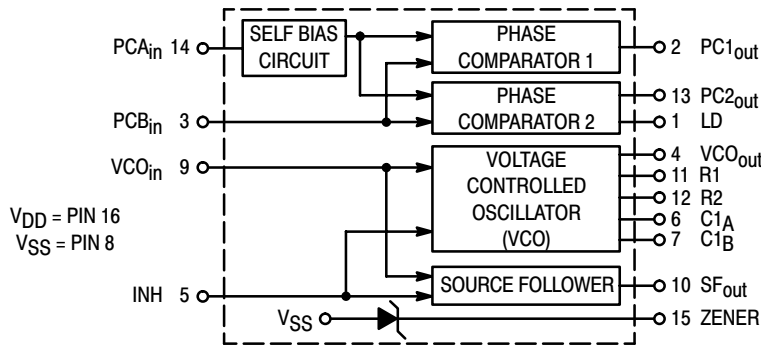 PCAin 14
SELF BIAS
CIRCUIT
PHASE
COMPARATOR 1
2 PC1out
PCBin 3
PHASE
COMPARATOR 2
13 PC2out
1 LD
VCOin 9
VOLTAGE
CONTROLLED
OSCILLATOR
(VCO)
4 VCOout
11 R1
12 R2
6 C1A
7 C1B
VDD = PIN 16
VSS = PIN 8
INH 5
SOURCE FOLLOWER
10 SFout
VSS
15 ZENER